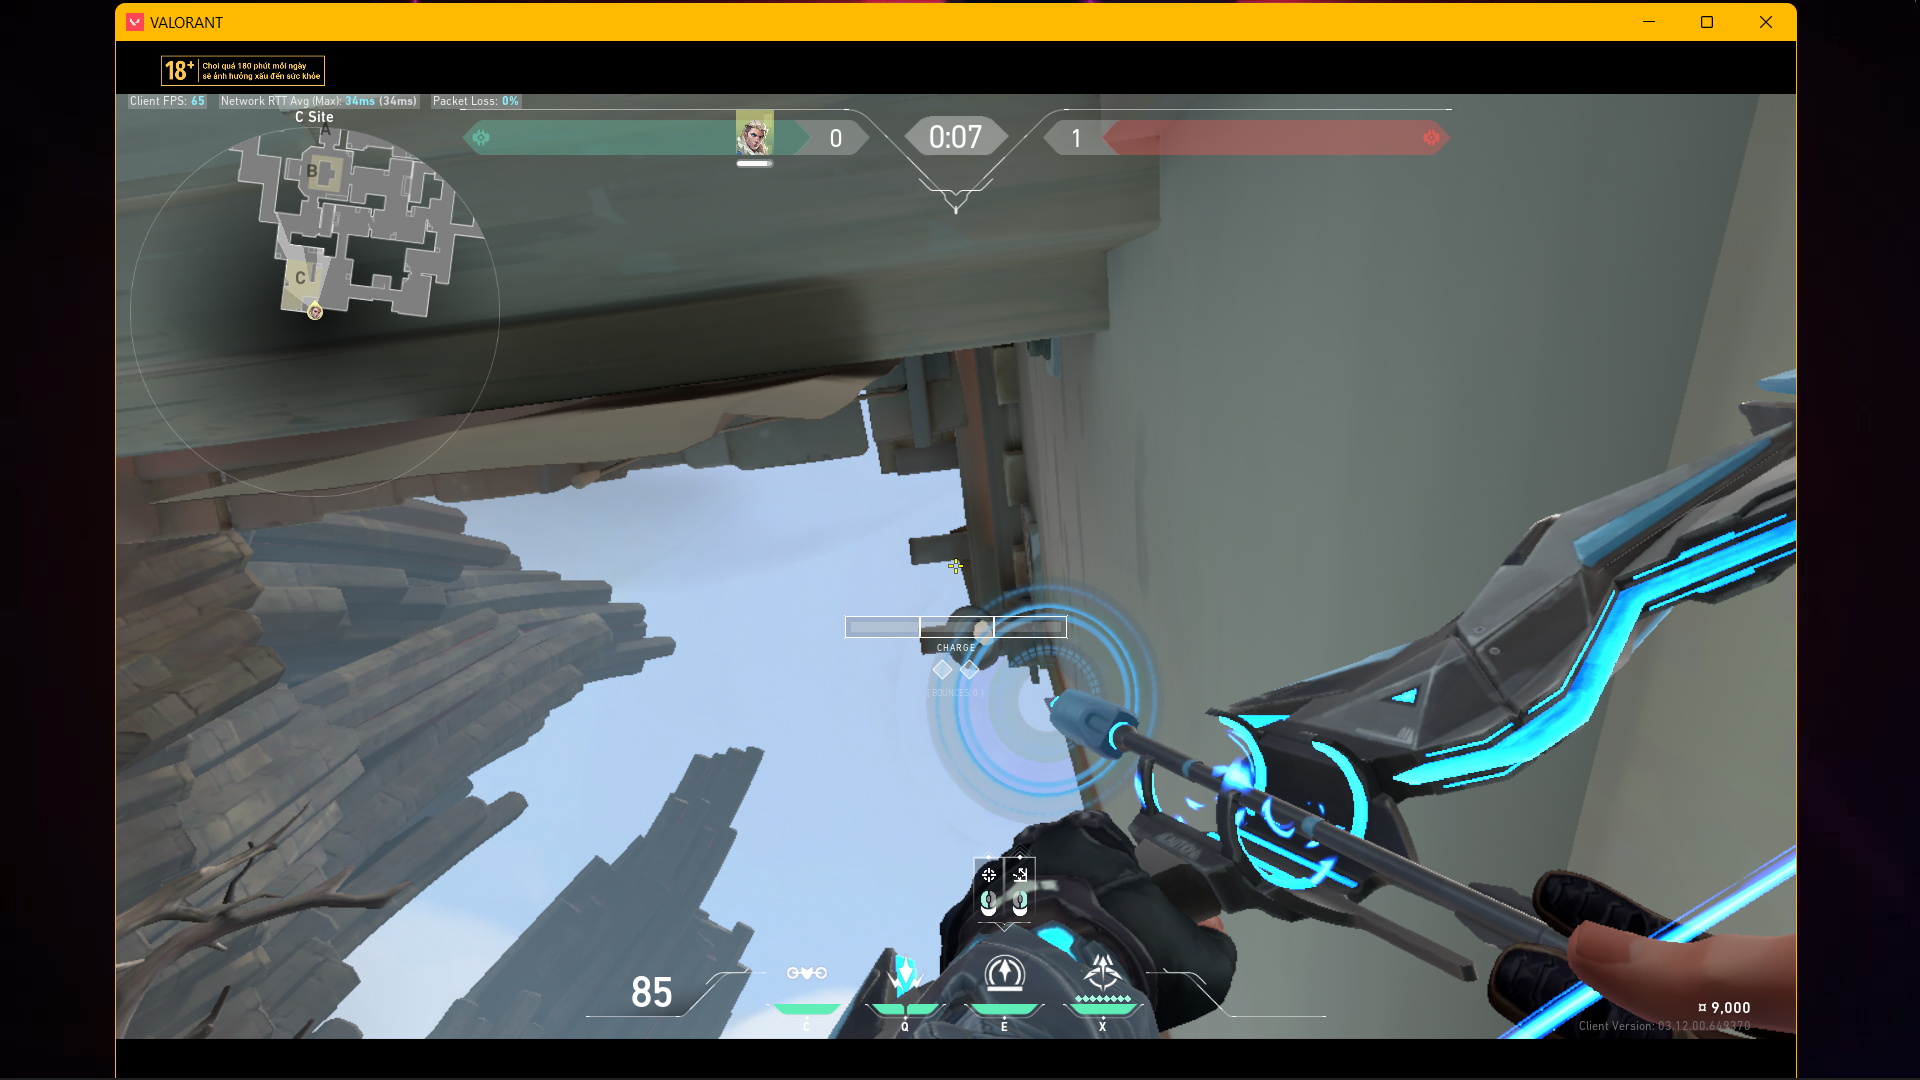 VALORANT
18+
Chơi quá 180 phút mỗi ngày
sẽ ảnh hưởng xấu đến sức khỏe
Client FPS: 65 Network RTT Avg (Max): 34ms (34ms) Packet Loss: 0%
C Site
A
B
C
0 0:07 1
CHARGE
[ BOUNCES: 0 ]
85
C Q E X
¤ 9,000
Client Version: 03.12.00.649370